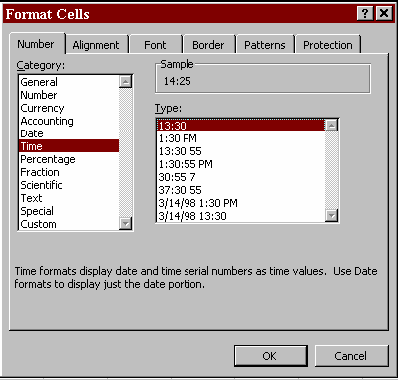 Format Cells
Number Alignment Font Border Patterns Protection
Category:
General
Number
Currency
Accounting
Date
Time
Percentage
Fraction
Scientific
Text
Special
Custom
Sample
14:25
Type:
13:30
1:30 PM
13:30 55
1:30:55 PM
30:55 7
37:30 55
3/14/98 1:30 PM
3/14/98 13:30
Time formats display date and time serial numbers as time values. Use Date
formats to display just the date portion.
OK Cancel